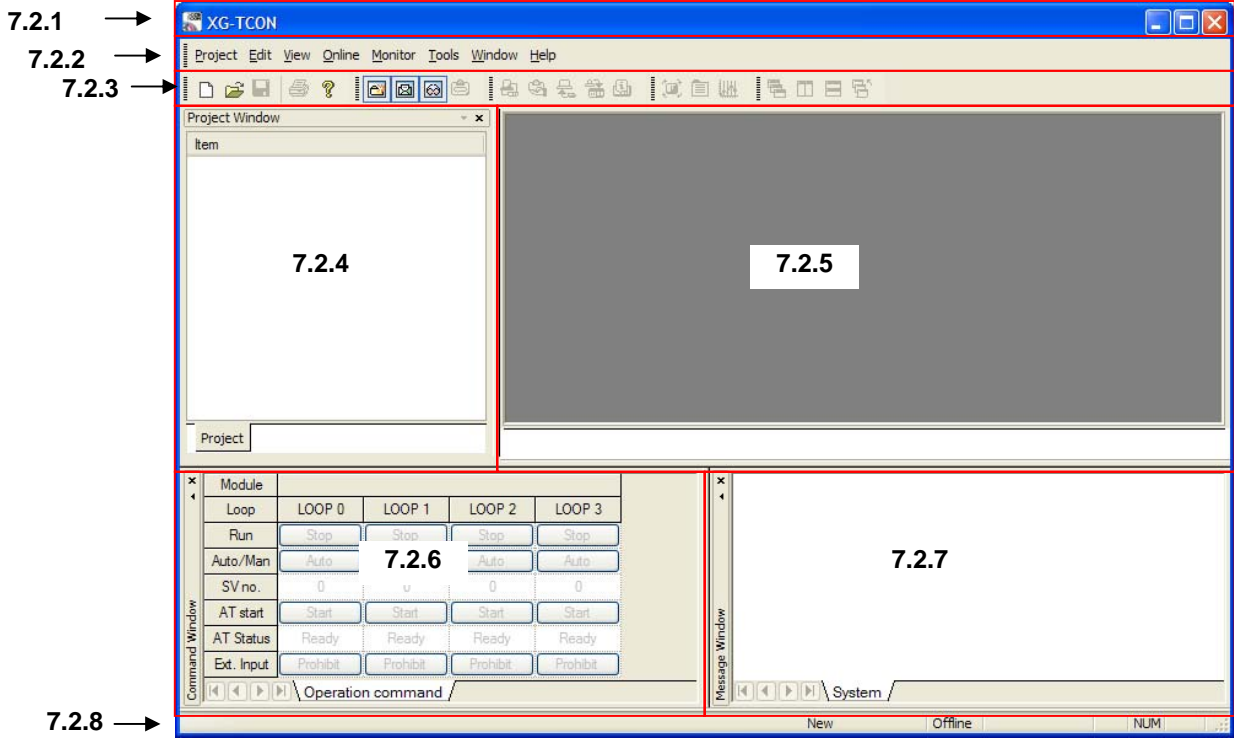 7.2.1 XG-TCON
7.2.2 Project Edit View Online Monitor Tools Window Help
7.2.3
Project Window
Item
7.2.4
7.2.5
Project
Module
Loop LOOP 0 LOOP 1 LOOP 2 LOOP 3
Run Stop Stop Stop Stop
Auto/Man Auto Auto Auto
7.2.6
SV no. 0 0 0 0
AT start Start Start Start Start
AT Status Ready Ready Ready Ready
Ext. Input Prohibit Prohibit Prohibit Prohibit
Command Window
Operation command
7.2.7
Message Window
System
7.2.8 New Offline NUM